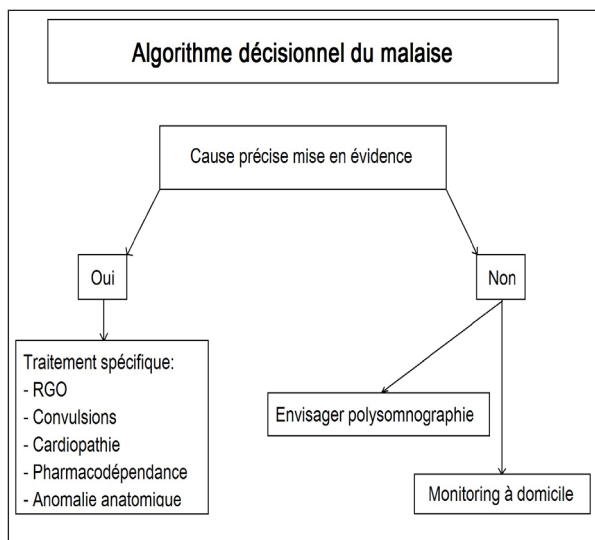 Algorithme décisionnel du malaise
Cause précise mise en évidence
Oui
Non
Traitement spécifique:
- RGO
- Convulsions
- Cardiopathie
- Pharmacodépendance
- Anomalie anatomique
Envisager polysomnographie
Monitoring à domicile